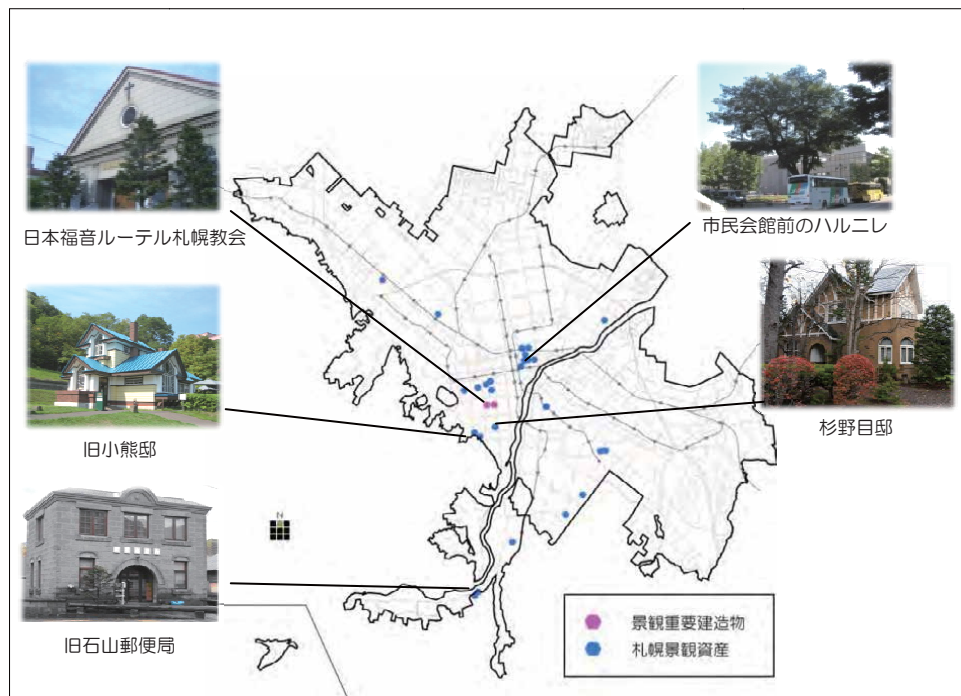 日本福音ルーテル札幌教会
市民会館前のハルニレ
旧小熊邸
杉野目邸
旧石山郵便局
N
景観重要建造物
札幌景観資産